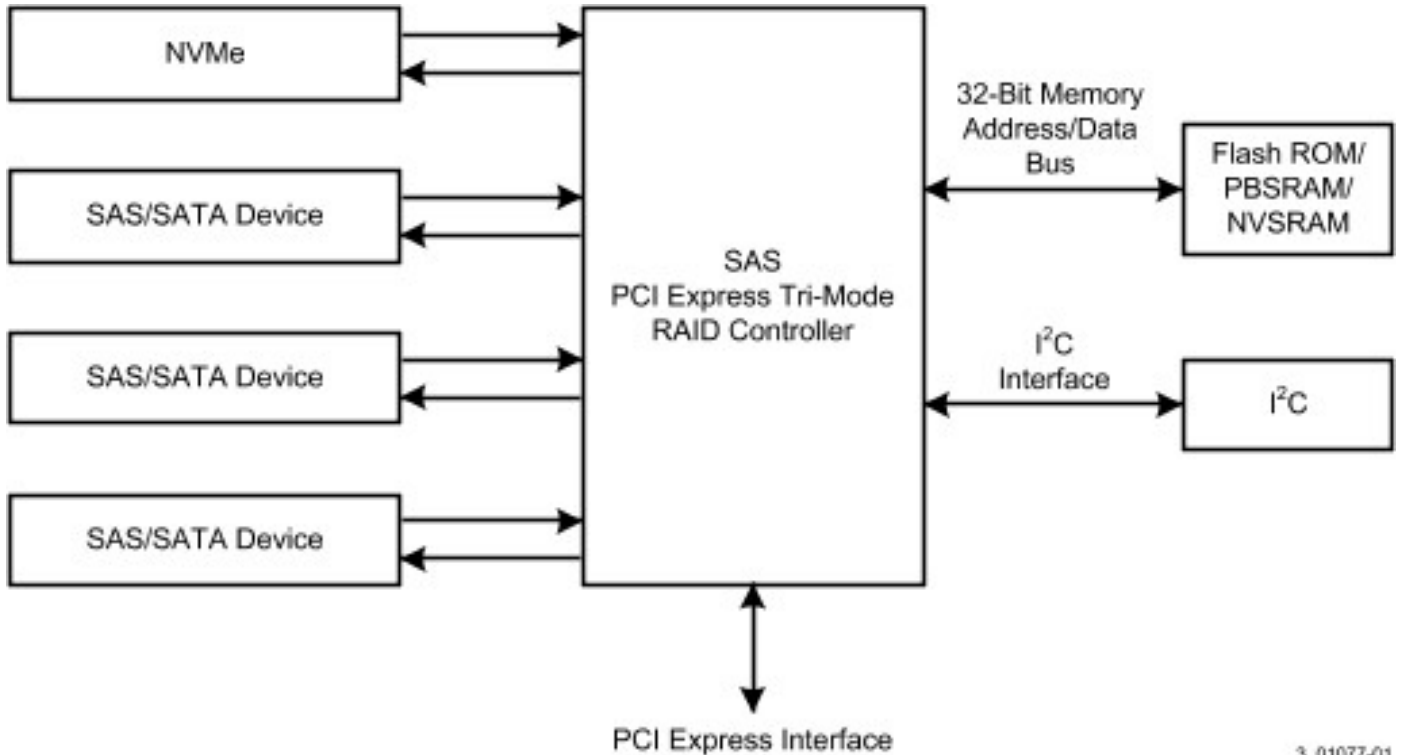 NVMe
SAS/SATA Device
SAS/SATA Device
SAS/SATA Device
SAS
PCI Express Tri-Mode
RAID Controller
32-Bit Memory
Address/Data
Bus
Flash ROM/
PBSRAM/
NVSRAM
I²C
Interface
I²C
PCI Express Interface
3_01077-01